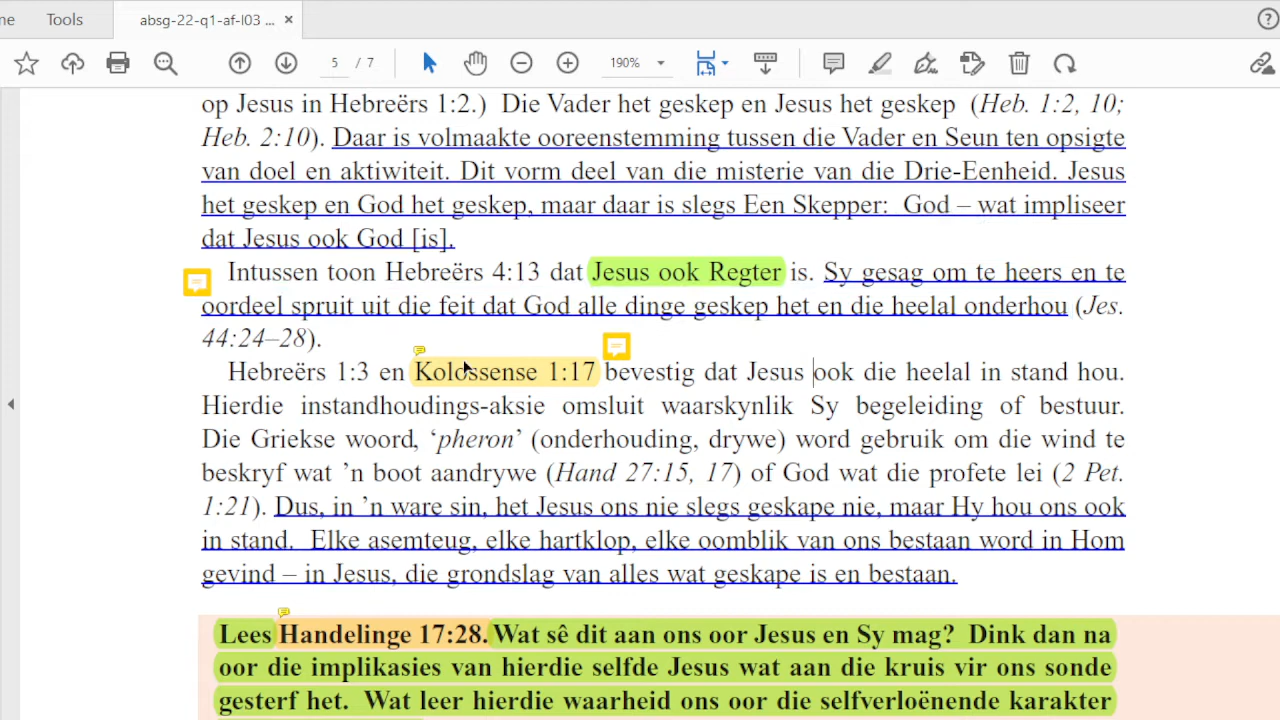 ne Tools absg-22-q1-af-l03 ... ×
5 / 7 190%
op Jesus in Hebreërs 1:2.) Die Vader het geskep en Jesus het geskep (Heb. 1:2, 10;
Heb. 2:10). Daar is volmaakte ooreenstemming tussen die Vader en Seun ten opsigte
van doel en aktiwiteit. Dit vorm deel van die misterie van die Drie-Eenheid. Jesus
het geskep en God het geskep, maar daar is slegs Een Skepper: God – wat impliseer
dat Jesus ook God [is].
Intussen toon Hebreërs 4:13 dat Jesus ook Regter is. Sy gesag om te heers en te
oordeel spruit uit die feit dat God alle dinge geskep het en die heelal onderhou (Jes.
44:24–28).
Hebreërs 1:3 en Kolossense 1:17 bevestig dat Jesus ook die heelal in stand hou.
Hierdie instandhoudings-aksie omsluit waarskynlik Sy begeleiding of bestuur.
Die Griekse woord, ‘pheron’ (onderhouding, drywe) word gebruik om die wind te
beskryf wat ’n boot aandrywe (Hand 27:15, 17) of God wat die profete lei (2 Pet.
1:21). Dus, in ’n ware sin, het Jesus ons nie slegs geskape nie, maar Hy hou ons ook
in stand. Elke asemteug, elke hartklop, elke oomblik van ons bestaan word in Hom
gevind – in Jesus, die grondslag van alles wat geskape is en bestaan.
Lees Handelinge 17:28. Wat sê dit aan ons oor Jesus en Sy mag? Dink dan na
oor die implikasies van hierdie selfde Jesus wat aan die kruis vir ons sonde
gesterf het. Wat leer hierdie waarheid ons oor die selfverloënende karakter